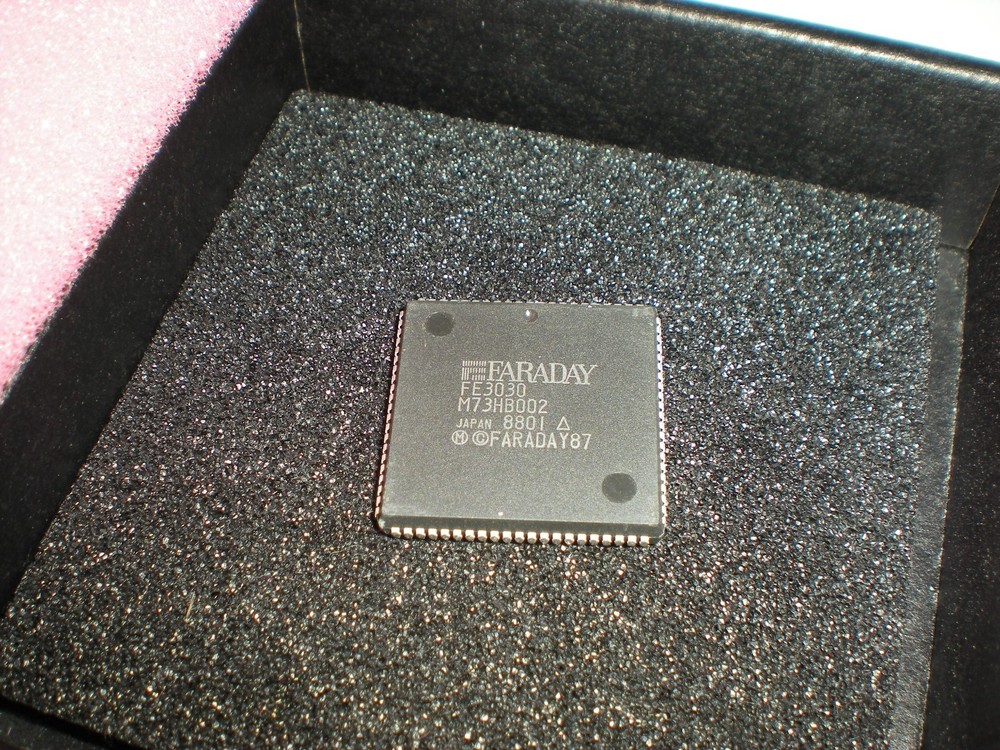 FARADAY
FE3030
M73HB002
JAPAN 8801 △
Ⓜ ©FARADAY87